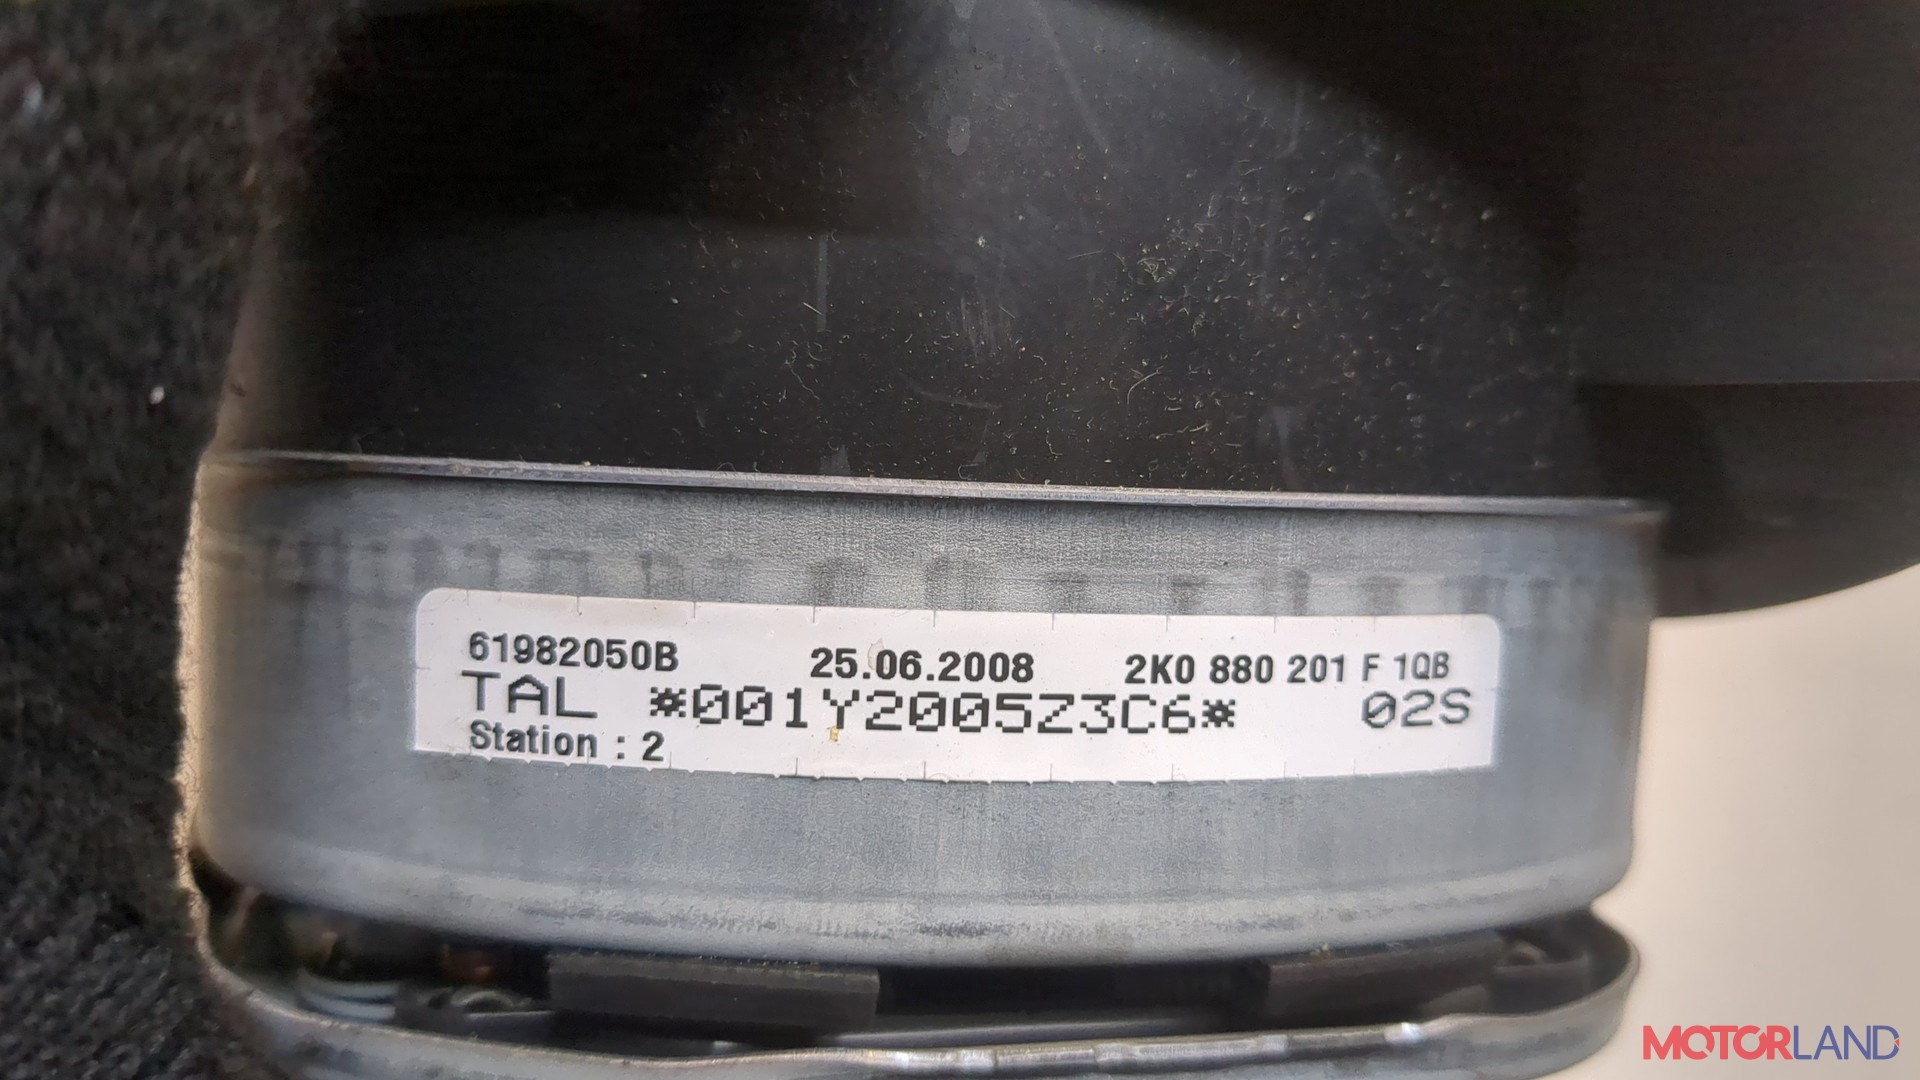 61982050B 25.06.2008 2K0 880 201 F 1QB
TAL *001Y2005Z3C6* 02S
Station : 2
MOTORLAND